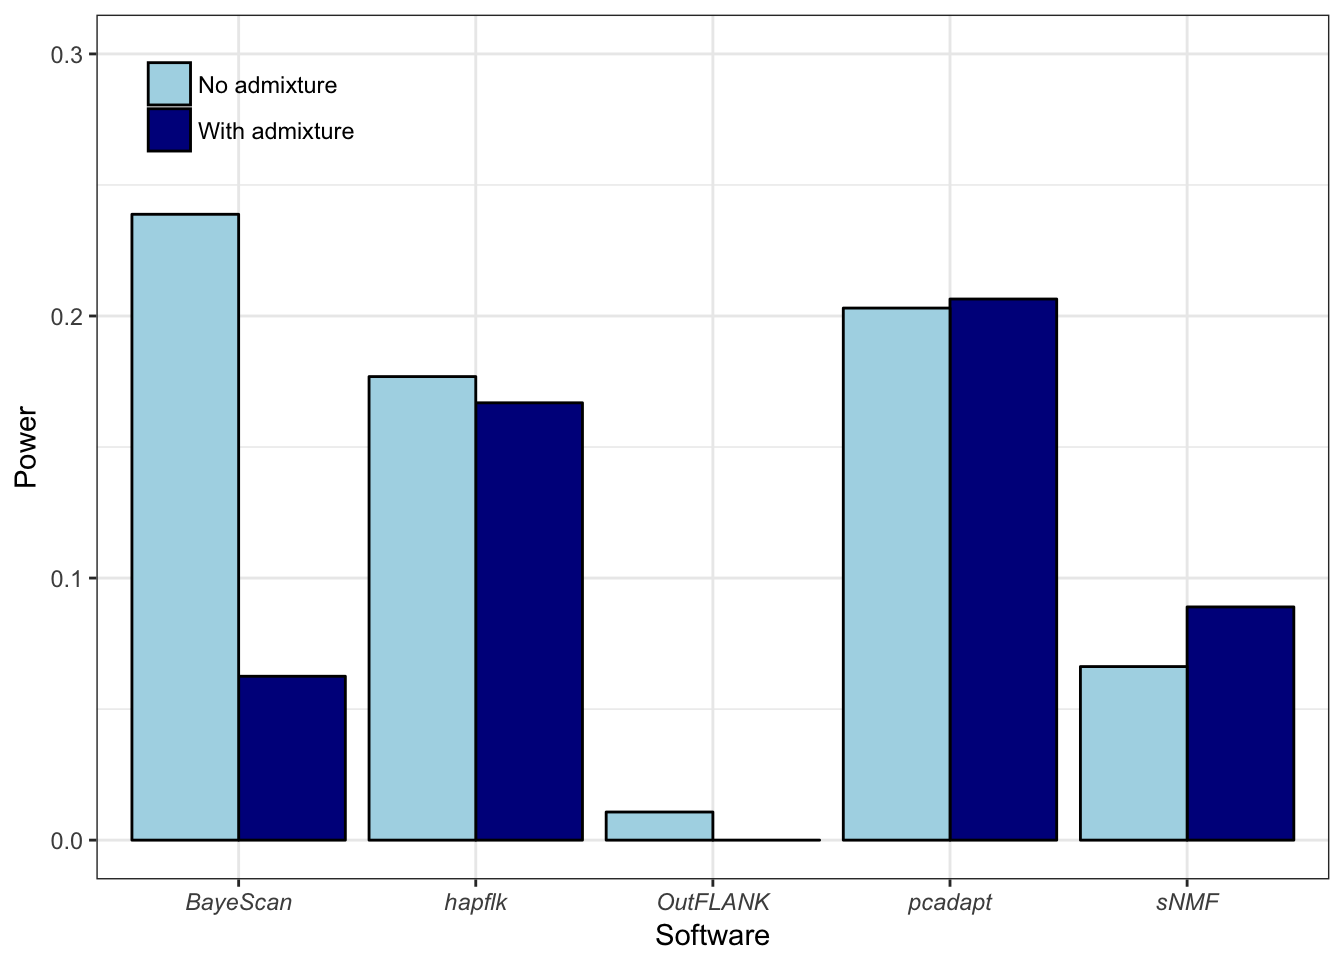 0.3
No admixture
With admixture
0.2
Power
0.1
0.0
BayeScan hapflk OutFLANK pcadapt sNMF
Software